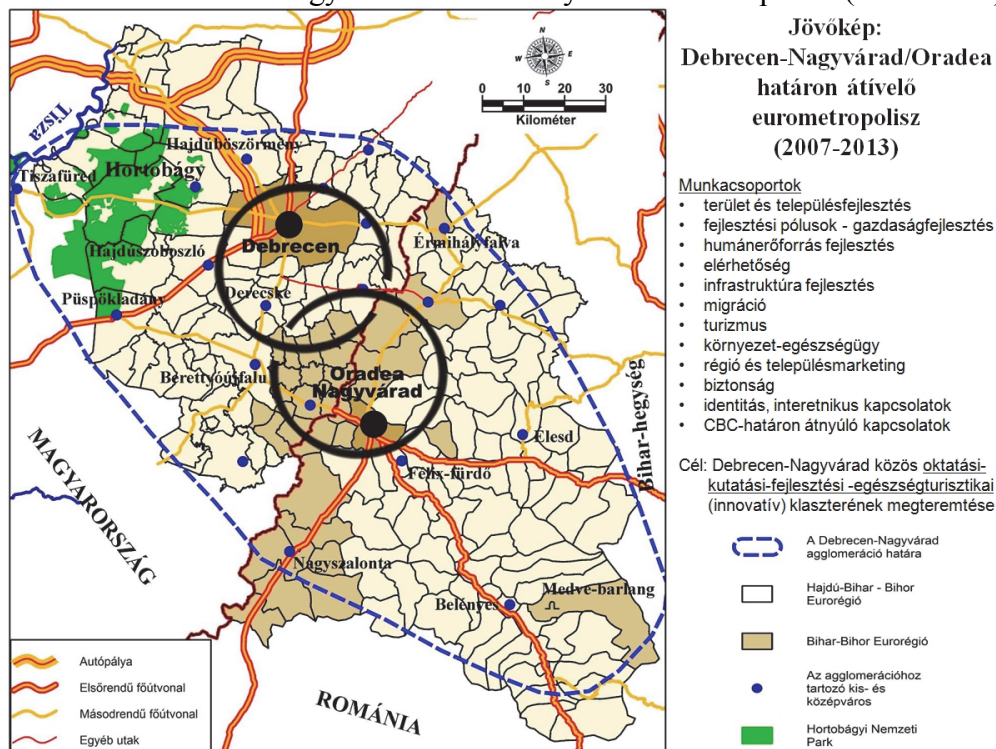 Jövőkép:
Debrecen-Nagyvárad/Oradea
határon átívelő
eurometropolisz
(2007-2013)
Munkacsoportok
• terület és településfejlesztés
• fejlesztési pólusok - gazdaságfejlesztés
• humánerőforrás fejlesztés
• elérhetőség
• infrastruktúra fejlesztés
• migráció
• turizmus
• környezet-egészségügy
• régió és településmarketing
• biztonság
• identitás, interetnikus kapcsolatok
• CBC-határon átnyúló kapcsolatok
Cél: Debrecen-Nagyvárad közös oktatási-
kutatási-fejlesztési -egészségturisztikai
(innovatív) klaszterének megteremtése
A Debrecen-Nagyvárad
agglomeráció határa
Hajdú-Bihar - Bihor
Eurorégió
Bihar-Bihor Eurorégió
Az agglomerációhoz
tartozó kis- és
középváros
Hortobágyi Nemzeti
Park
N
W E
S
0 10 20 30
Kilométer
Tisza
Hajdúböszörmény
Tiszafüred
Hortobágy
Debrecen
Érmihályfalva
Hajdúszoboszló
Püspökladány
Derecske
Berettyóújfalu
Oradea
Nagyvárad
Bihar-hegység
Élesd
Félix-fürdő
MAGYARORSZÁG
Nagyszalonta
Belényes
Medve-barlang
ROMÁNIA
Autópálya
Elsőrendű főútvonal
Másodrendű főútvonal
Egyéb utak